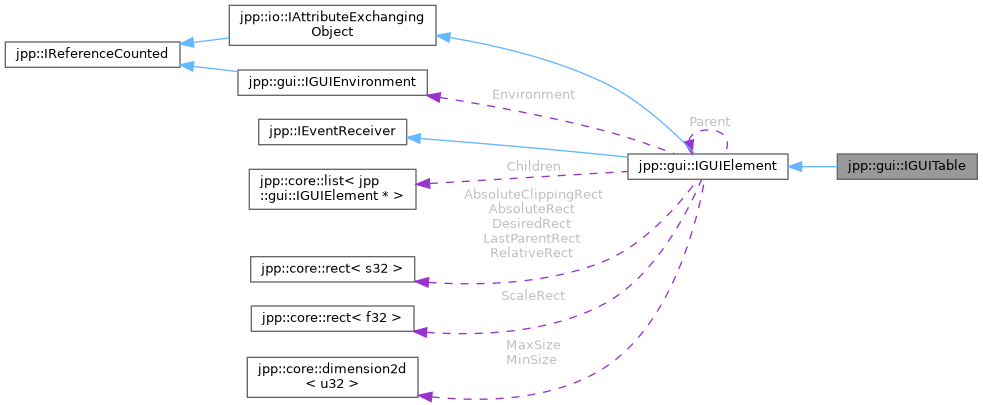 jpp::io::IAttributeExchanging
Object
jpp::IReferenceCounted
jpp::gui::IGUIEnvironment
Environment
Parent
jpp::IEventReceiver
jpp::gui::IGUIElement
jpp::gui::IGUITable
Children
jpp::core::list< jpp
::gui::IGUIElement * >
AbsoluteClippingRect
AbsoluteRect
DesiredRect
LastParentRect
RelativeRect
jpp::core::rect< s32 >
ScaleRect
jpp::core::rect< f32 >
MaxSize
MinSize
jpp::core::dimension2d
< u32 >